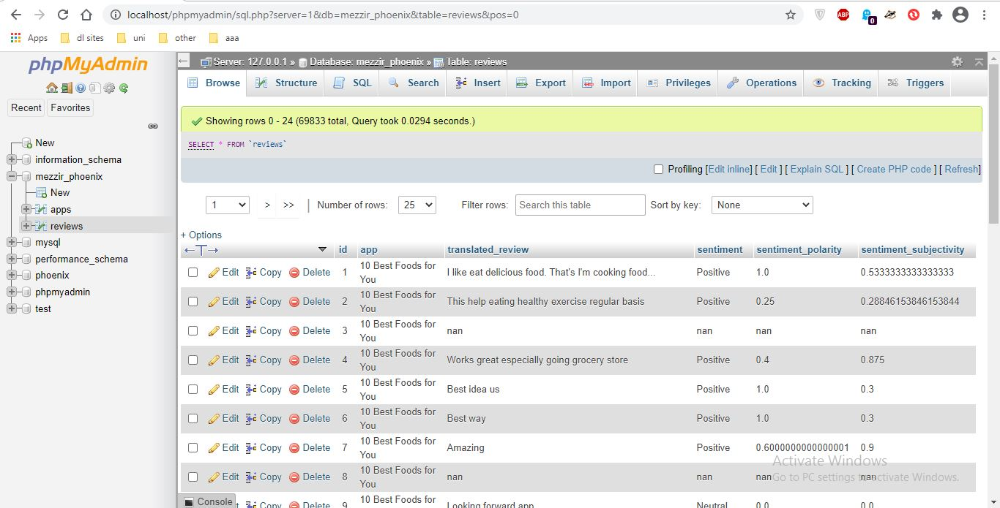 localhost/phpmyadmin/sql.php?server=1&db=mezzir_phoenix&table=reviews&pos=0
ABP
0
Apps dl sites uni other aaa
phpMyAdmin
Recent Favorites
New
information_schema
mezzir_phoenix
New
apps
reviews
mysql
performance_schema
phoenix
phpmyadmin
test
Server: 127.0.0.1 » Database: mezzir_phoenix » Table: reviews
Browse Structure SQL Search Insert Export Import Privileges Operations Tracking Triggers
Showing rows 0 - 24 (69833 total, Query took 0.0294 seconds.)
SELECT * FROM `reviews`
Profiling [Edit inline] [ Edit ] [ Explain SQL ] [ Create PHP code ] [ Refresh]
1 > >> | Number of rows: 25 Filter rows: Search this table Sort by key: None
+ Options
←T→ id app translated_review sentiment sentiment_polarity sentiment_subjectivity
Edit Copy Delete 1 10 Best Foods for You I like eat delicious food. That's I'm cooking food... Positive 1.0 0.5333333333333333
Edit Copy Delete 2 10 Best Foods for You This help eating healthy exercise regular basis Positive 0.25 0.28846153846153844
Edit Copy Delete 3 10 Best Foods for You nan nan nan nan
Edit Copy Delete 4 10 Best Foods for You Works great especially going grocery store Positive 0.4 0.875
Edit Copy Delete 5 10 Best Foods for You Best idea us Positive 1.0 0.3
Edit Copy Delete 6 10 Best Foods for You Best way Positive 1.0 0.3
Edit Copy Delete 7 10 Best Foods for You Amazing Positive 0.6000000000000001 0.9
Edit Copy Delete 8 10 Best Foods for You nan nan nan nan
Edit Copy Delete 9 10 Best Foods for Looking forward app Neutral 0.0 0.0
Console
Activate Windows
Go to PC settings to activate Windows.